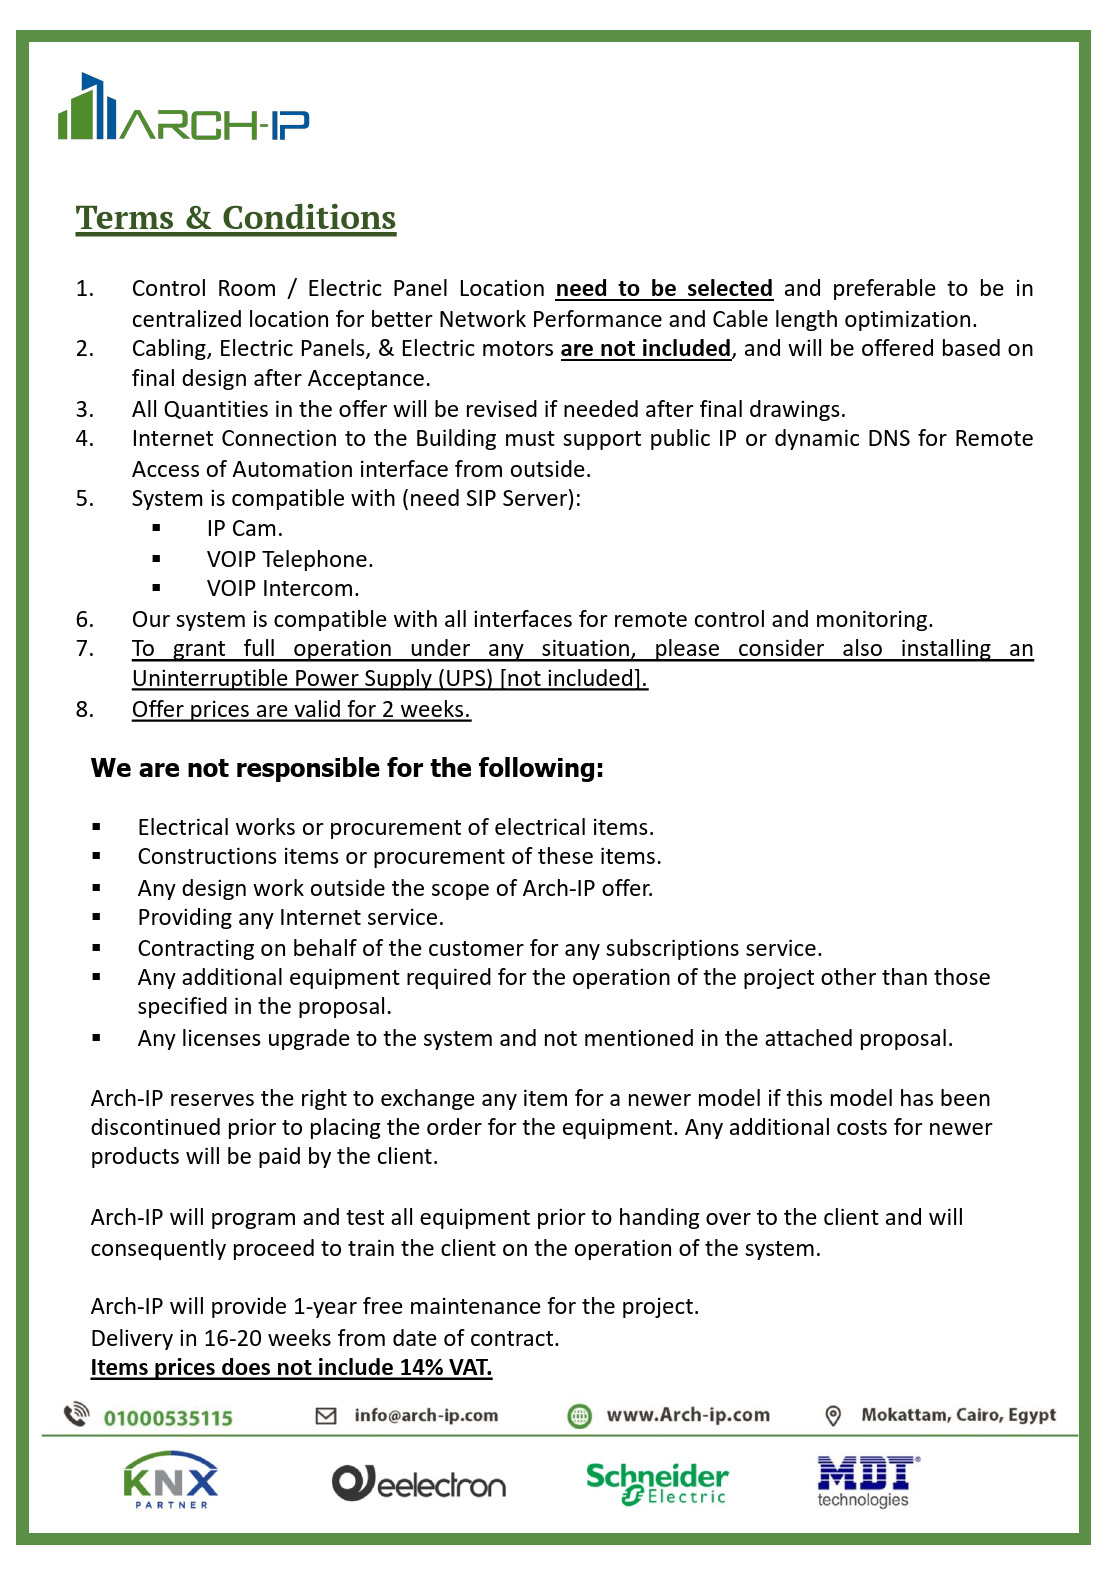 ARCH-IP
Terms & Conditions
1. Control Room / Electric Panel Location need to be selected and preferable to be in
centralized location for better Network Performance and Cable length optimization.
2. Cabling, Electric Panels, & Electric motors are not included, and will be offered based on
final design after Acceptance.
3. All Quantities in the offer will be revised if needed after final drawings.
4. Internet Connection to the Building must support public IP or dynamic DNS for Remote
Access of Automation interface from outside.
5. System is compatible with (need SIP Server):
▪ IP Cam.
▪ VOIP Telephone.
▪ VOIP Intercom.
6. Our system is compatible with all interfaces for remote control and monitoring.
7. To grant full operation under any situation, please consider also installing an
Uninterruptible Power Supply (UPS) [not included].
8. Offer prices are valid for 2 weeks.
We are not responsible for the following:
▪ Electrical works or procurement of electrical items.
▪ Constructions items or procurement of these items.
▪ Any design work outside the scope of Arch-IP offer.
▪ Providing any Internet service.
▪ Contracting on behalf of the customer for any subscriptions service.
▪ Any additional equipment required for the operation of the project other than those
specified in the proposal.
▪ Any licenses upgrade to the system and not mentioned in the attached proposal.
Arch-IP reserves the right to exchange any item for a newer model if this model has been
discontinued prior to placing the order for the equipment. Any additional costs for newer
products will be paid by the client.
Arch-IP will program and test all equipment prior to handing over to the client and will
consequently proceed to train the client on the operation of the system.
Arch-IP will provide 1-year free maintenance for the project.
Delivery in 16-20 weeks from date of contract.
Items prices does not include 14% VAT.
01000535115 info@arch-ip.com www.Arch-ip.com Mokattam, Cairo, Egypt
KNX PARTNER
eelectron
Schneider Electric
MDT® technologies